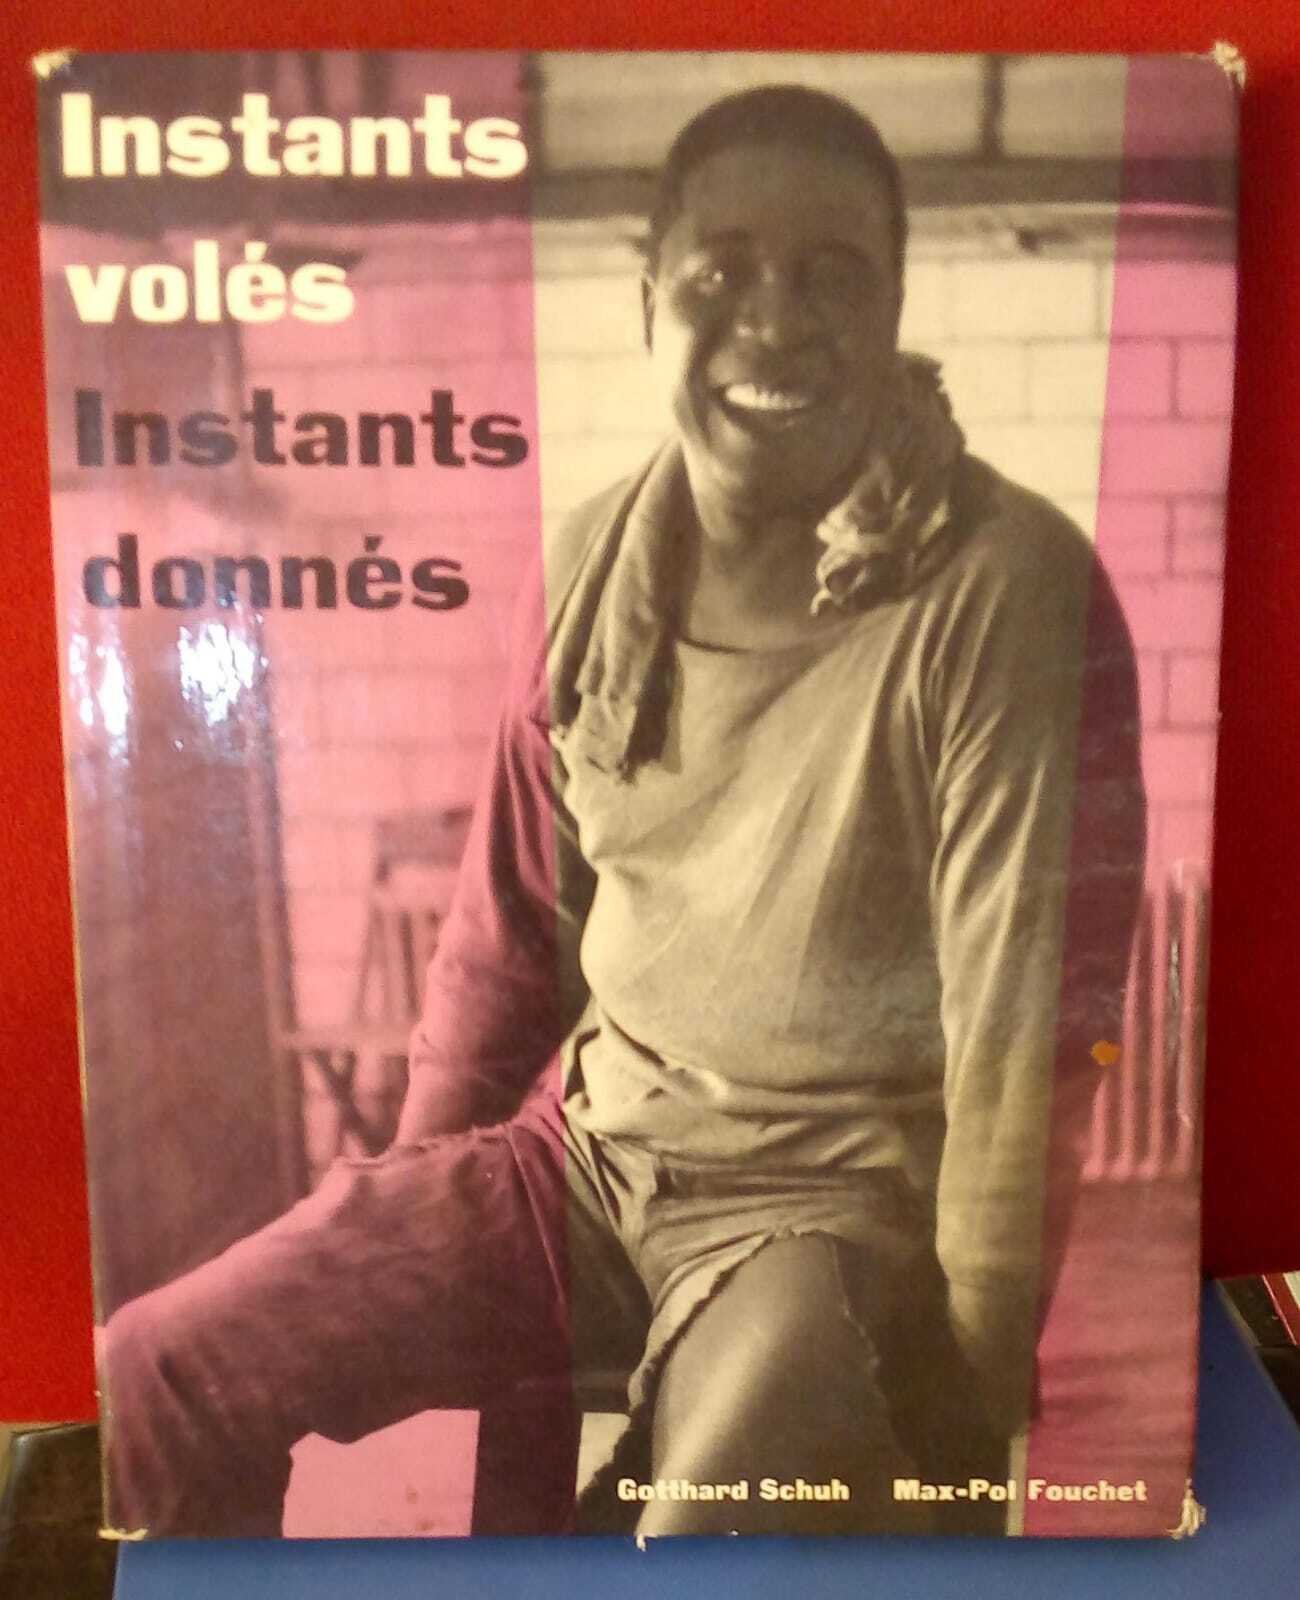 Instants
volés
Instants
donnés
Gotthard Schuh Max-Pol Fouchet